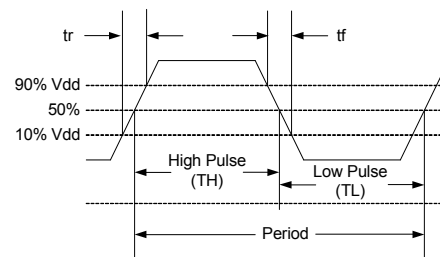 tr
tf
90% Vdd
50%
10% Vdd
High Pulse
(TH)
Low Pulse
(TL)
Period